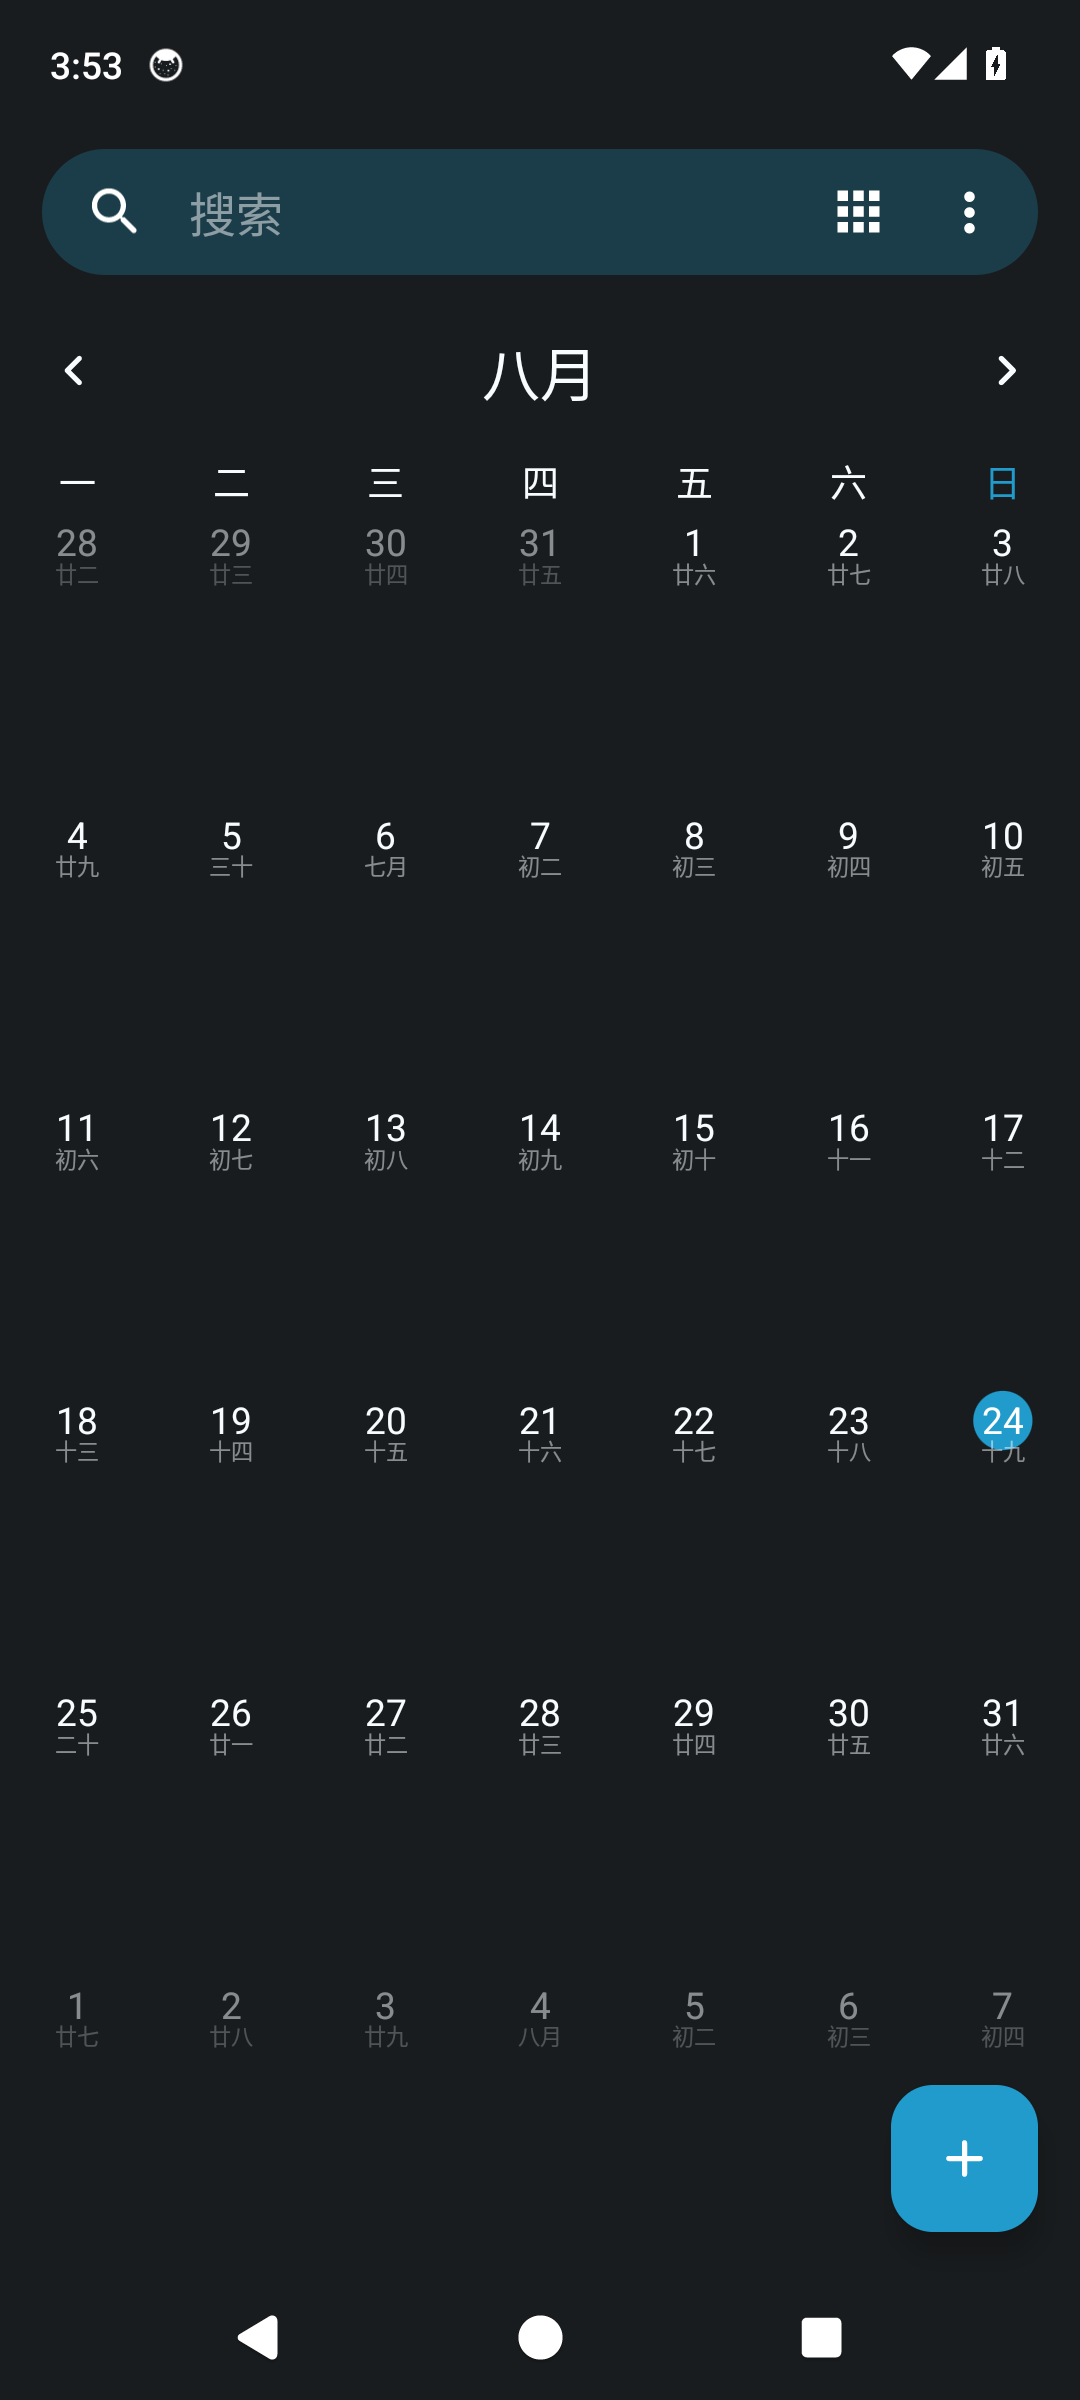 3:53
搜索
八月
一 二 三 四 五 六 日
28 29 30 31 1 2 3
廿二 廿三 廿四 廿五 廿六 廿七 廿八
4 5 6 7 8 9 10
廿九 三十 七月 初二 初三 初四 初五
11 12 13 14 15 16 17
初六 初七 初八 初九 初十 十一 十二
18 19 20 21 22 23 24
十三 十四 十五 十六 十七 十八 十九
25 26 27 28 29 30 31
二十 廿一 廿二 廿三 廿四 廿五 廿六
1 2 3 4 5 6 7
廿七 廿八 廿九 八月 初二 初三 初四